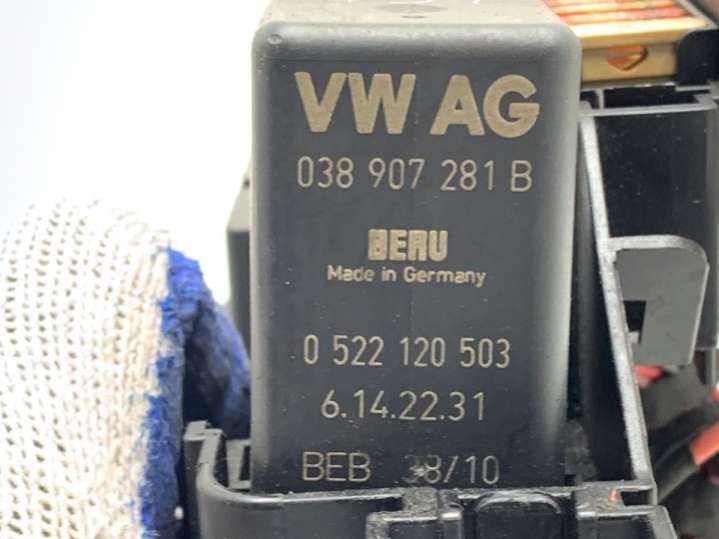 VW AG
038 907 281 B
BERU
Made in Germany
0 522 120 503
6.14.22.31
BEB 38/10